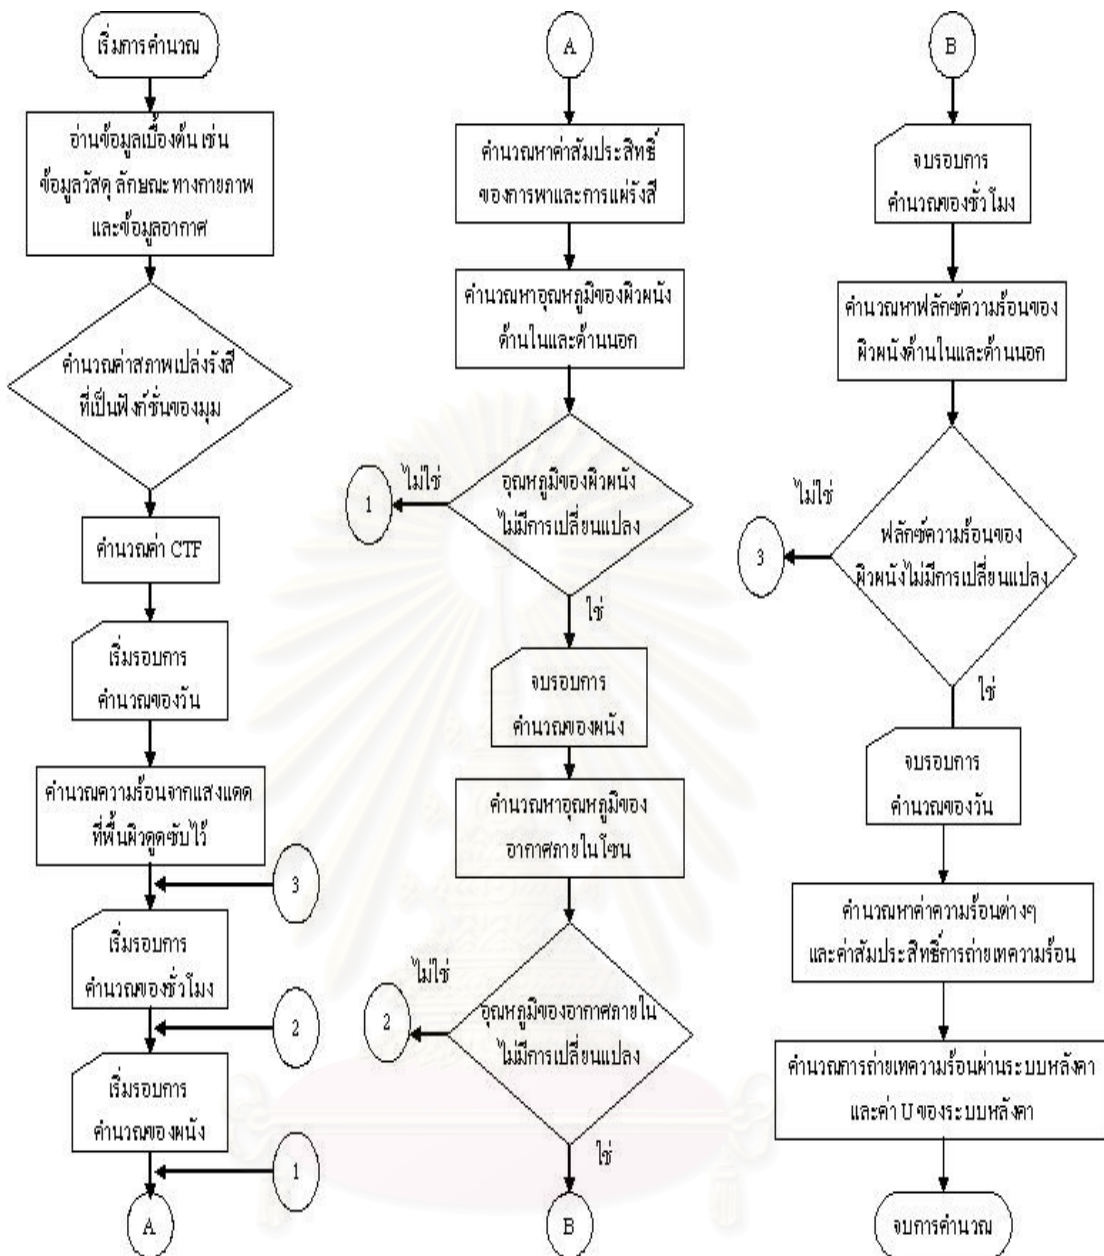 เริ่มการคำนวณ
อ่านข้อมูลเบื้องต้น เช่น
ข้อมูลวัสดุ ลักษณะทางกายภาพ
และข้อมูลอากาศ
คำนวณค่าสภาพเปล่งรังสี
ที่เป็นฟังก์ชั่นของมุม
คำนวณค่า CTF
เริ่มรอบการ
คำนวณของวัน
คำนวณความร้อนจากแสงแดด
ที่พื้นผิวดูดซับไว้
3
เริ่มรอบการ
คำนวณของชั่วโมง
2
เริ่มรอบการ
คำนวณของผนัง
1
A
A
คำนวณหาค่าสัมประสิทธิ์
ของการพาและการแผ่รังสี
คำนวณหาอุณหภูมิของผิวผนัง
ด้านในและด้านนอก
ไม่ใช่
1
อุณหภูมิของผิวผนัง
ไม่มีการเปลี่ยนแปลง
ใช่
จบรอบการ
คำนวณของผนัง
คำนวณหาอุณหภูมิของ
อากาศภายในโซน
ไม่ใช่
2
อุณหภูมิของอากาศภายใน
ไม่มีการเปลี่ยนแปลง
ใช่
B
B
จบรอบการ
คำนวณของชั่วโมง
คำนวณหาฟลักซ์ความร้อนของ
ผิวผนังด้านในและด้านนอก
ไม่ใช่
3
ฟลักซ์ความร้อนของ
ผิวผนังไม่มีการเปลี่ยนแปลง
ใช่
จบรอบการ
คำนวณของวัน
คำนวณหาค่าความร้อนต่างๆ
และค่าสัมประสิทธิ์การถ่ายเทความร้อน
คำนวณการถ่ายเทความร้อนผ่านระบบหลังคา
และค่า U ของระบบหลังคา
จบการคำนวณ